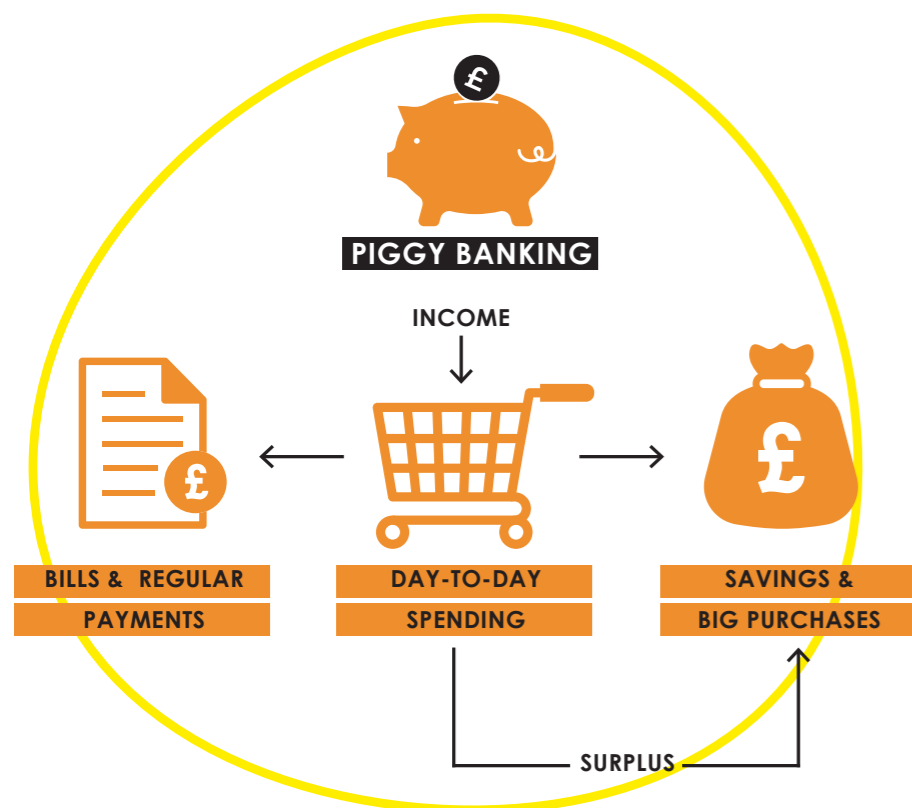 £
PIGGY BANKING
INCOME
£
£
BILLS & REGULAR
PAYMENTS
DAY-TO-DAY
SPENDING
SAVINGS &
BIG PURCHASES
SURPLUS